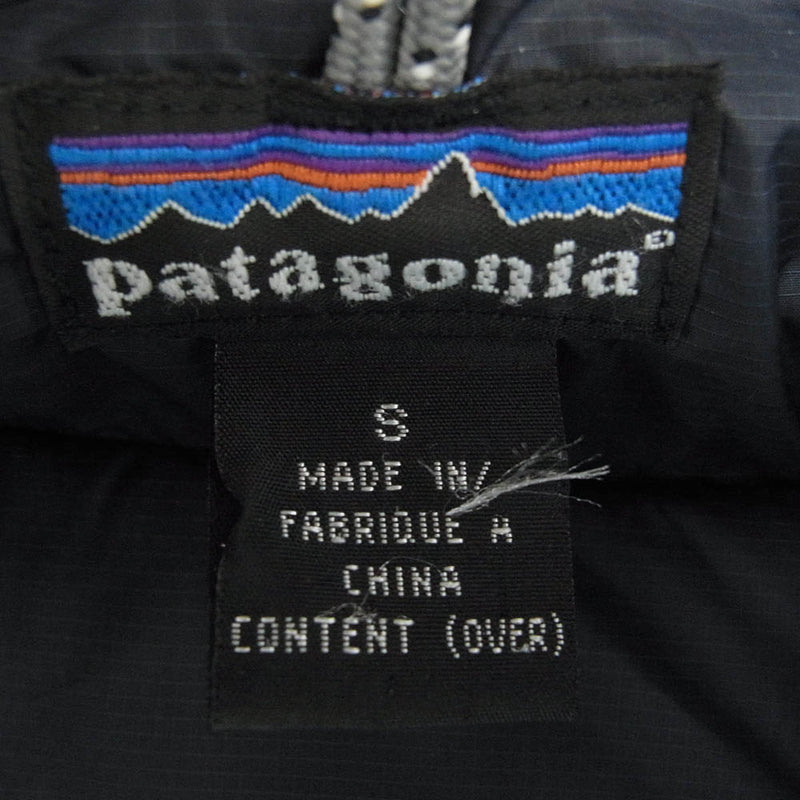 patagonia®
S
MADE IN/
FABRIQUE A
CHINA
CONTENT (OVER)